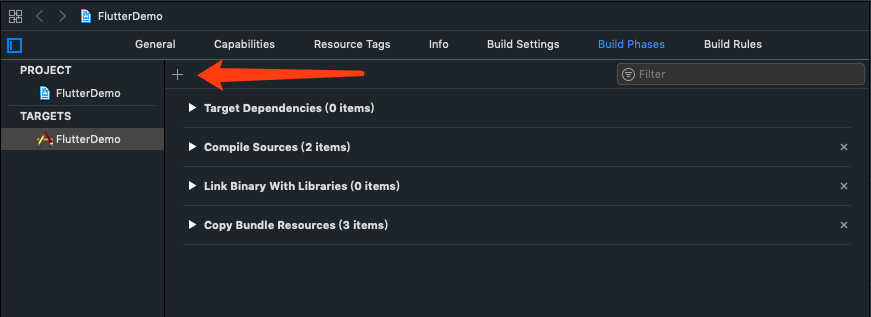 FlutterDemo
General Capabilities Resource Tags Info Build Settings Build Phases Build Rules
PROJECT
FlutterDemo
TARGETS
FlutterDemo
Filter
Target Dependencies (0 items)
Compile Sources (2 items)
Link Binary With Libraries (0 items)
Copy Bundle Resources (3 items)